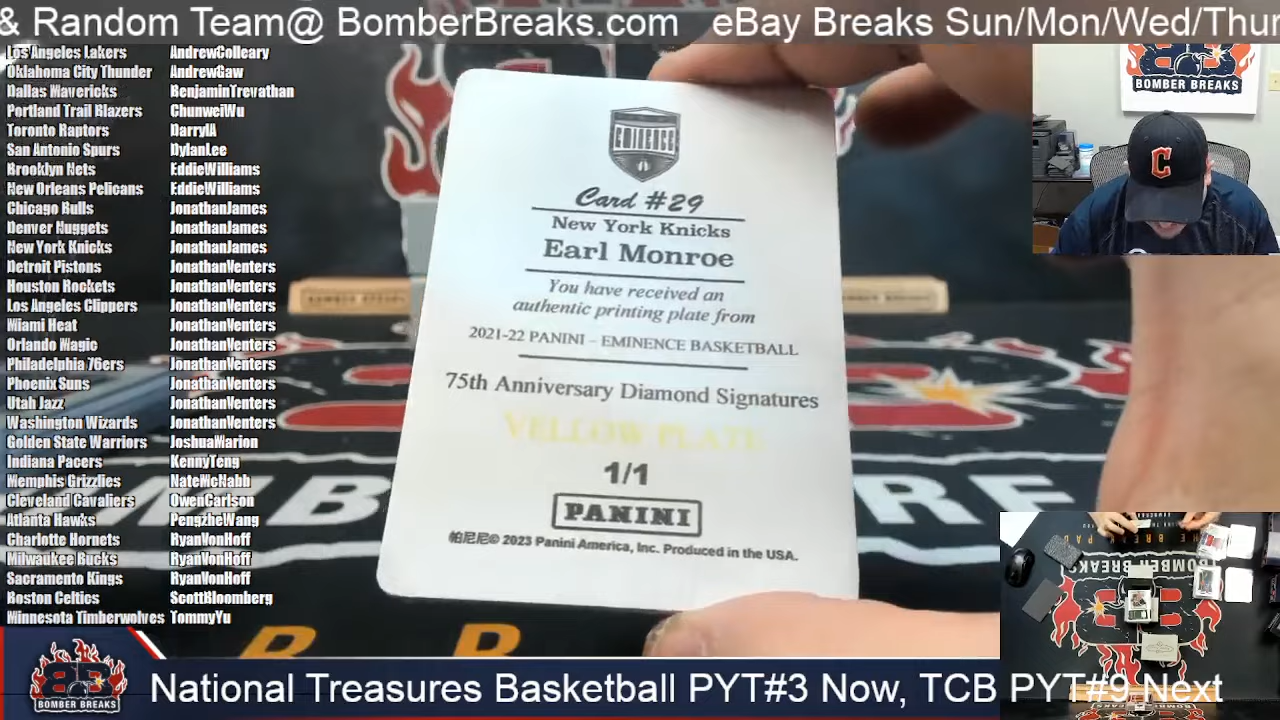 & Random Team@ BomberBreaks.com eBay Breaks Sun/Mon/Wed/Thur
Los Angeles Lakers AndrewColleary
Oklahoma City Thunder AndrewGaw
Dallas Mavericks BenjaminTrevathan
Portland Trail Blazers ChunweiWu
Toronto Raptors DarrylA
San Antonio Spurs DylanLee
Brooklyn Nets EddieWilliams
New Orleans Pelicans EddieWilliams
Chicago Bulls JonathanJames
Denver Nuggets JonathanJames
New York Knicks JonathanJames
Detroit Pistons JonathanVenters
Houston Rockets JonathanVenters
Los Angeles Clippers JonathanVenters
Miami Heat JonathanVenters
Orlando Magic JonathanVenters
Philadelphia 76ers JonathanVenters
Phoenix Suns JonathanVenters
Utah Jazz JonathanVenters
Washington Wizards JonathanVenters
Golden State Warriors JoshuaWarion
Indiana Pacers KennyTeng
Memphis Grizzlies NateMcNabb
Cleveland Cavaliers OwenCarlson
Atlanta Hawks PengzheWang
Charlotte Hornets RyanVonHoff
Milwaukee Bucks RyanVonHoff
Sacramento Kings RyanVonHoff
Boston Celtics ScottBloomberg
Minnesota Timberwolves TommyYu
EMINENCE
Card #29
New York Knicks
Earl Monroe
You have received an
authentic printing plate from
2021-22 PANINI – EMINENCE BASKETBALL
75th Anniversary Diamond Signatures
YELLOW PLATE
1/1
PANINI
帕尼尼© 2023 Panini America, Inc. Produced in the USA.
BOMBER BREAKS
C
BOMBER BREAKS
BOMBER BREAKS
National Treasures Basketball PYT#3 Now, TCB PYT#9 Next